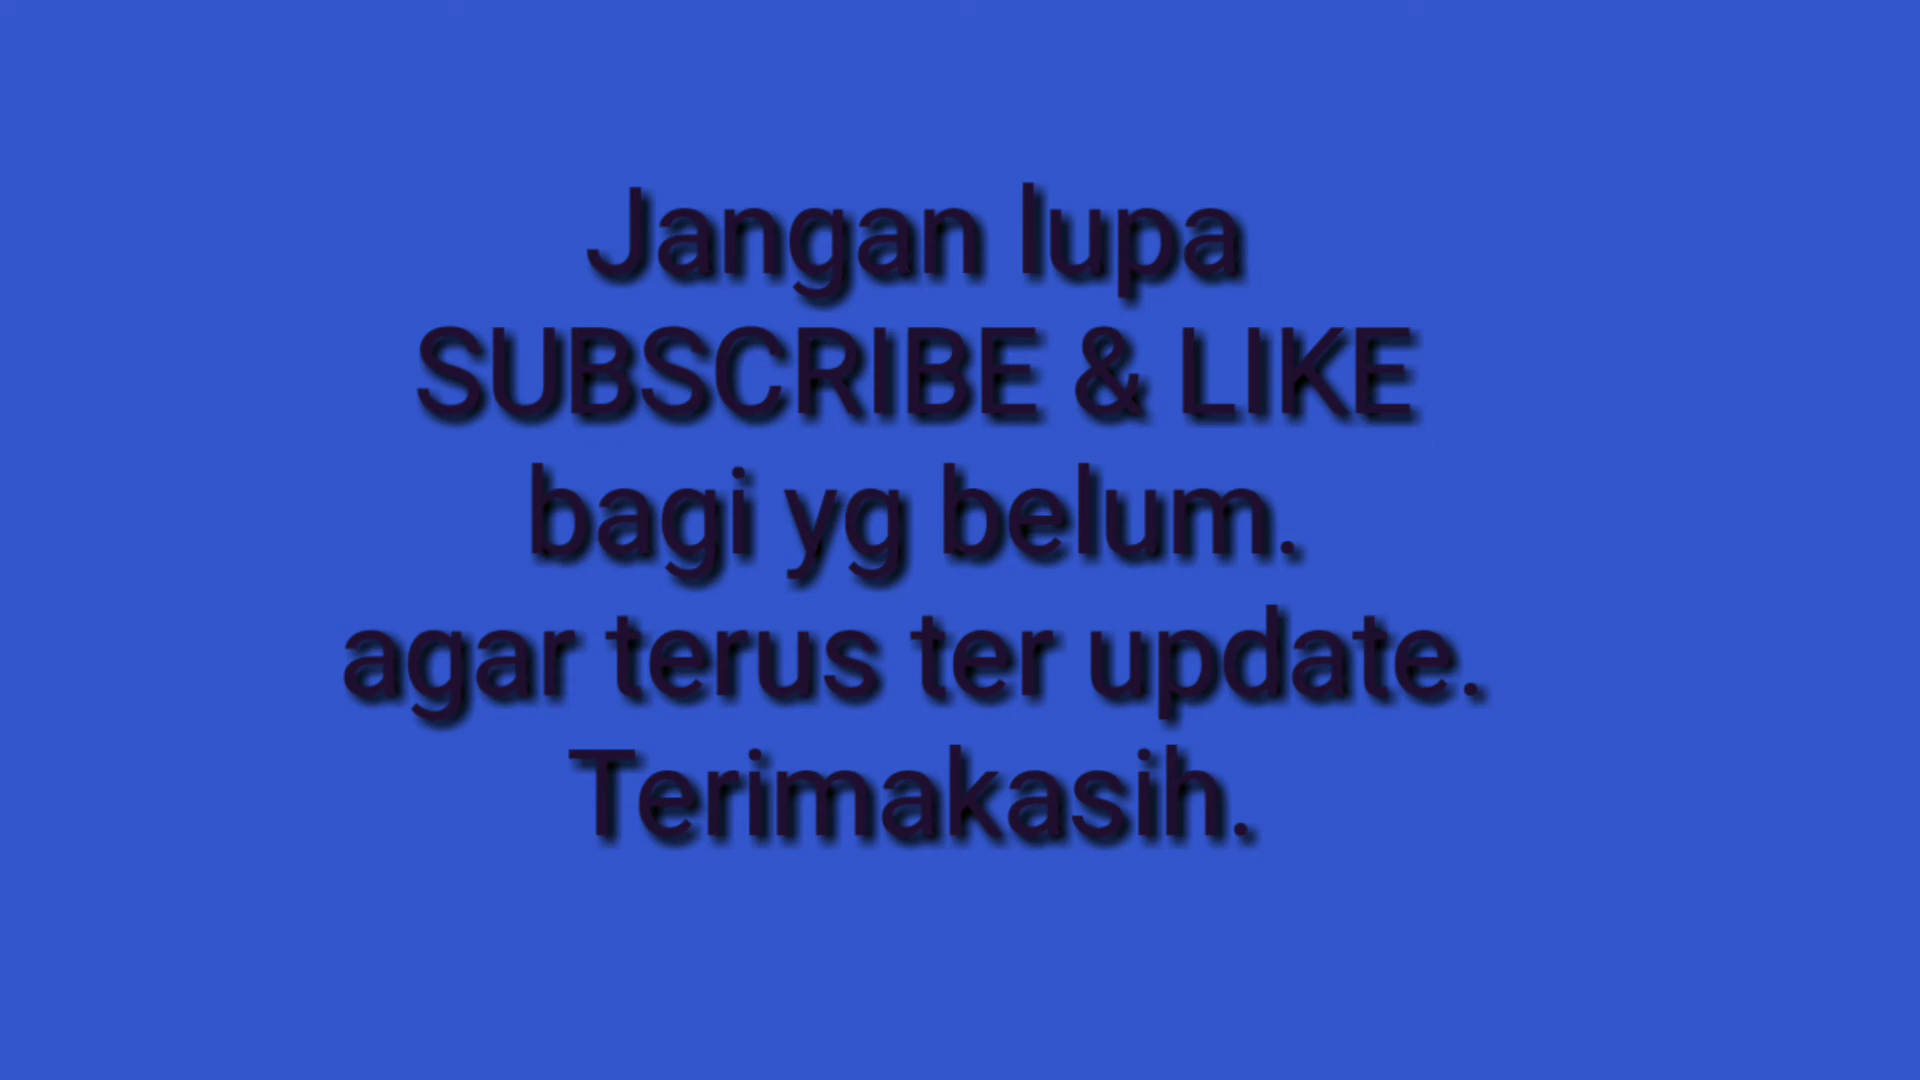 Jangan lupa
SUBSCRIBE & LIKE
bagi yg belum.
agar terus ter update.
Terimakasih.